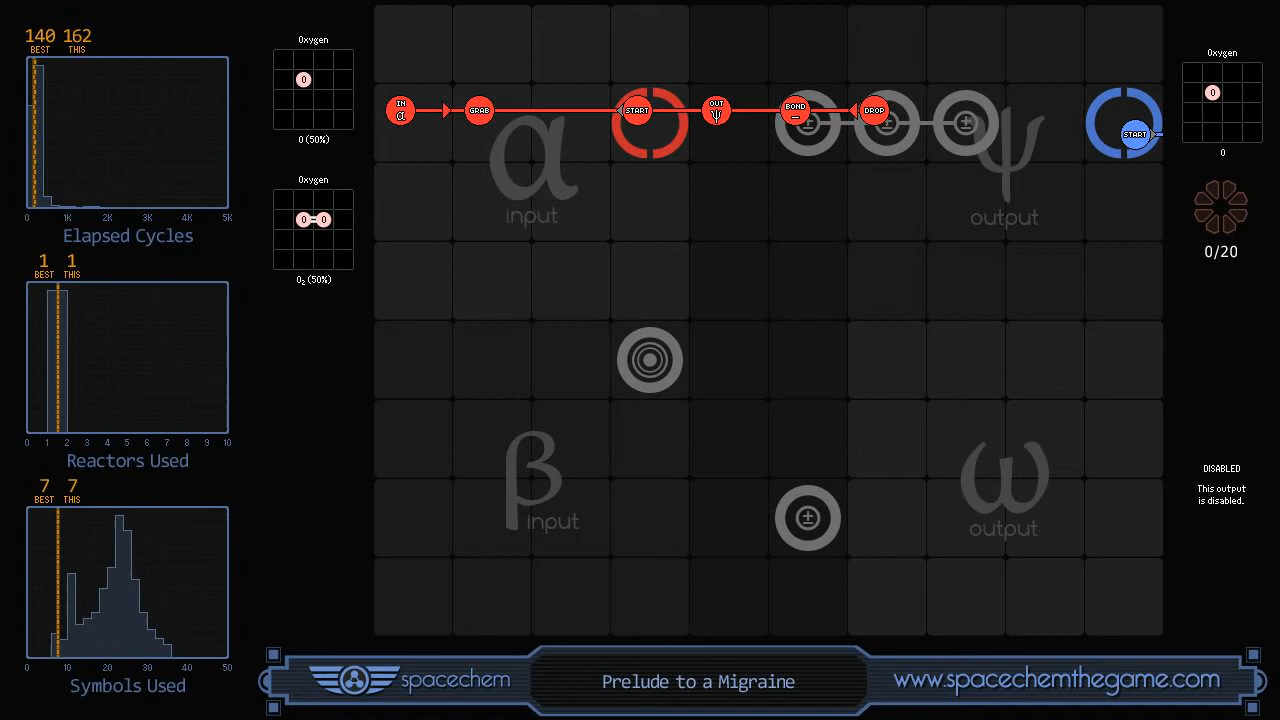 140 162
BEST THIS
0 1K 2K 3K 4K 5K
Elapsed Cycles
1 1
BEST THIS
0 1 2 3 4 5 6 7 8 9 10
Reactors Used
7 7
BEST THIS
0 10 20 30 40 50
Symbols Used
Oxygen
O
O (50%)
Oxygen
O=O
O₂ (50%)
IN
α
GRAB
START
OUT
Ψ
BOND
−
DROP
START
±
±
±
α
input
ψ
output
β
input
ω
output
±
Oxygen
O
O
0/20
DISABLED
This output
is disabled.
spacechem
Prelude to a Migraine
www.spacechemthegame.com